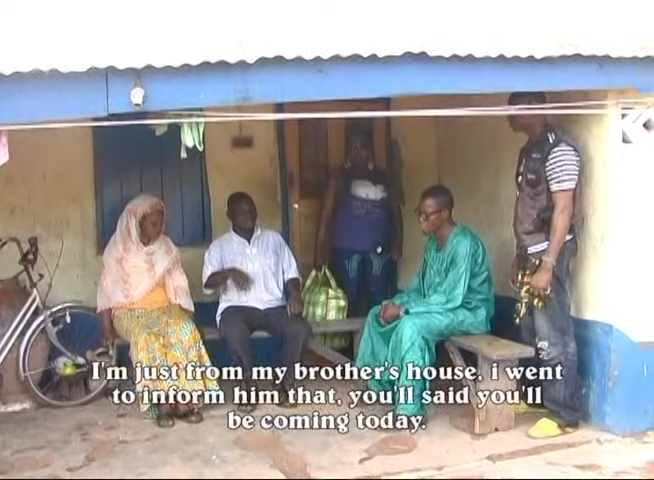 I'm just from my brother's house, i went
to inform him that, you'll said you'll
be coming today.